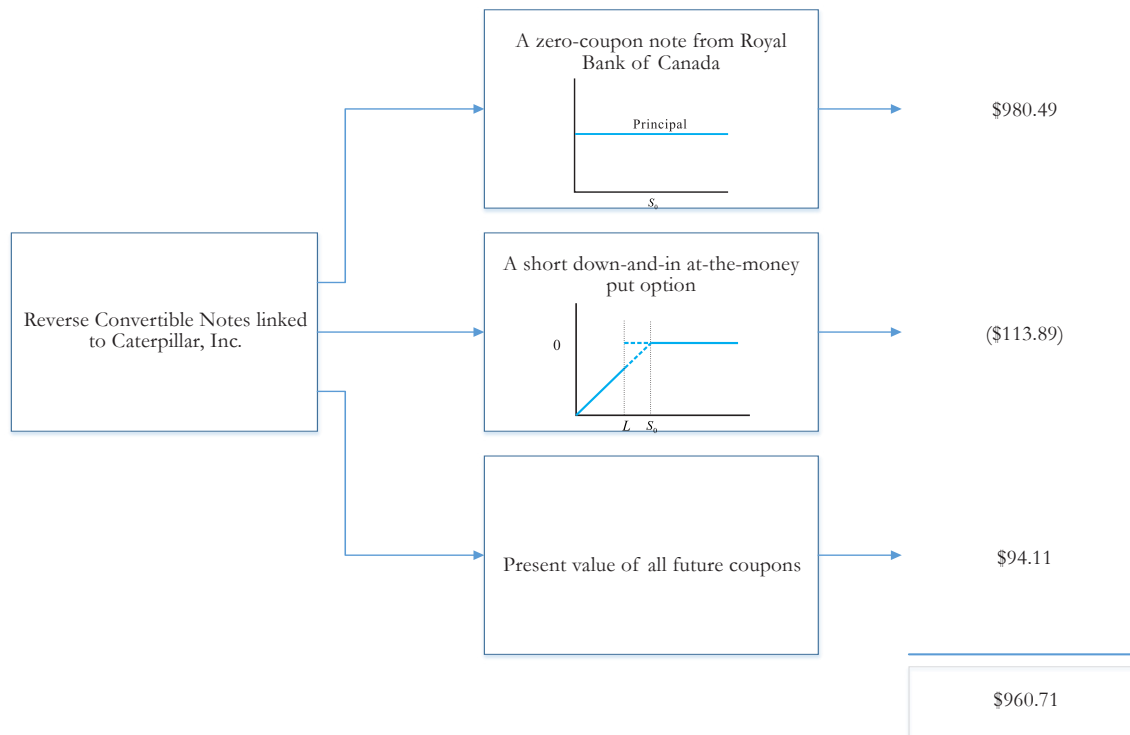 A zero-coupon note from Royal
Bank of Canada
Principal
S₀
$980.49
Reverse Convertible Notes linked
to Caterpillar, Inc.
A short down-and-in at-the-money
put option
0
L S₀
($113.89)
Present value of all future coupons
$94.11
$960.71